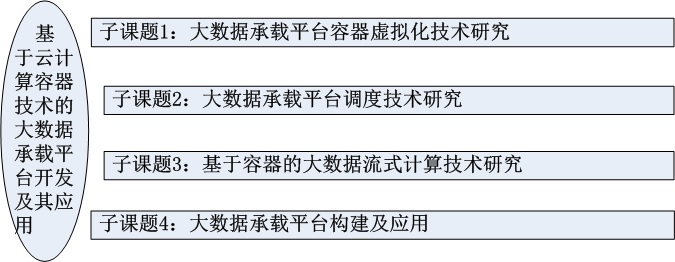 基
于云计
算容器
技术的
大数据
承载平
台开发
及其应
用
子课题1：大数据承载平台容器虚拟化技术研究
子课题2：大数据承载平台调度技术研究
子课题3：基于容器的大数据流式计算技术研究
子课题4：大数据承载平台构建及应用